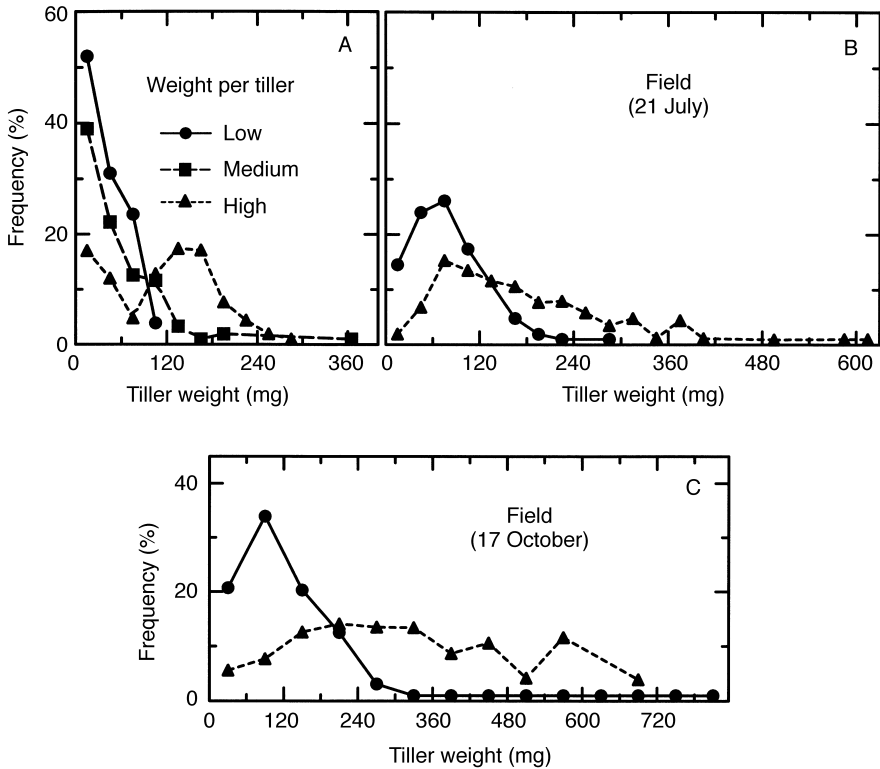 60
40
20
0
Frequency (%)
A
Weight per tiller
Low
Medium
High
0
120
240
360
Tiller weight (mg)
B
Field
(21 July)
0
120
240
360
480
600
Tiller weight (mg)
40
20
0
Frequency (%)
C
Field
(17 October)
0
120
240
360
480
600
720
Tiller weight (mg)